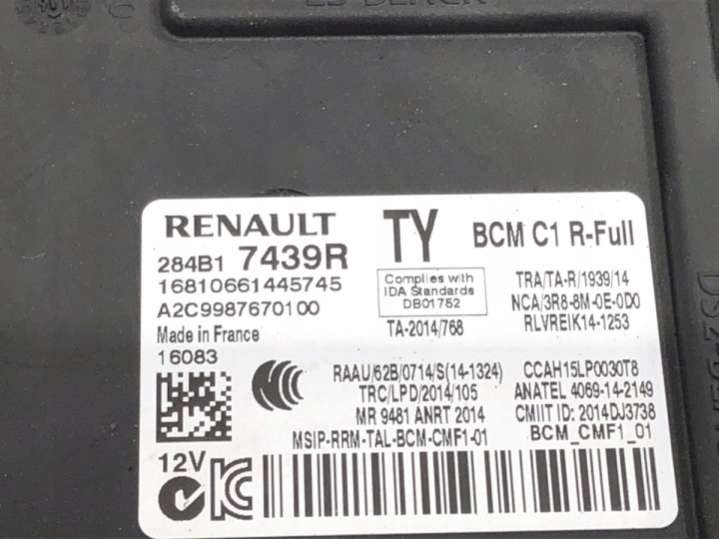 RENAULT TY BCM C1 R-Full
284B1 7439R
16810661445745
A2C9987670100
Made in France
16083
Complies with
IDA Standards
DB01752
TA-2014/768
TRA/TA-R/1939/14
NCA/3R8-8M-0E-0D0
RLVREIK14-1253
RAAU/62B/0714/S(14-1324)
TRC/LPD/2014/105
MR 9481 ANRT 2014
MSIP-RRM-TAL-BCM-CMF1-01
CCAH15LP0030T8
ANATEL 4069-14-2149
CMIIT ID: 2014DJ3738
BCM_CMF1_01
12V